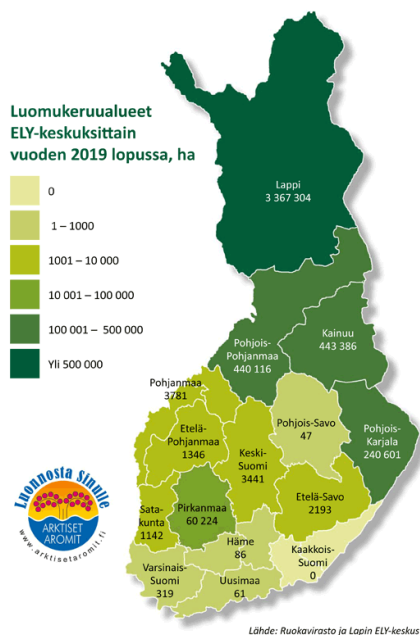 Luomukeruualueet
ELY-keskuksittain
vuoden 2019 lopussa, ha
0
1 – 1000
1001 – 10 000
10 001 – 100 000
100 001 – 500 000
Yli 500 000
Lappi
3 367 304
Kainuu
443 386
Pohjois-
Pohjanmaa
440 116
Pohjanmaa
3781
Pohjois-Savo
47
Pohjois-
Karjala
240 601
Etelä-
Pohjanmaa
1346
Keski-
Suomi
3441
Etelä-Savo
2193
Sata-
kunta
1142
Pirkanmaa
60 224
Häme
86
Kaakkois-
Suomi
0
Varsinais-
Suomi
319
Uusimaa
61
Luonnosta Sinulle
ARKTISET
AROMIT
www.arktisetaromit.fi
Lähde: Ruokavirasto ja Lapin ELY-keskus